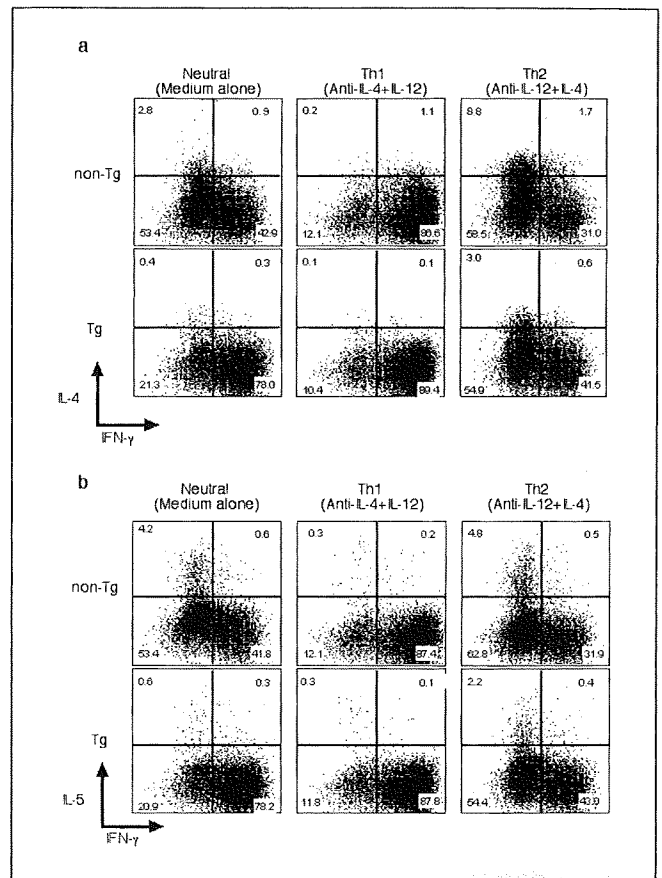 a
Neutral Th1 Th2
(Medium alone) (Anti-IL-4+IL-12) (Anti-IL-12+IL-4)
2.8 0.9 0.2 1.1 8.8 1.7
non-Tg
53.4 42.9 12.1 86.6 58.5 31.0
0.4 0.3 0.1 0.1 3.0 0.6
Tg
21.3 78.0 10.4 89.4 54.9 41.5
IL-4
IFN-γ
b
Neutral Th1 Th2
(Medium alone) (Anti-IL-4+IL-12) (Anti-IL-12+IL-4)
4.2 0.6 0.3 0.2 4.8 0.5
non-Tg
53.4 41.8 12.1 87.4 62.8 31.9
0.6 0.3 0.3 0.1 2.2 0.4
Tg
20.9 78.2 11.8 87.8 54.4 43.0
IL-5
IFN-γ